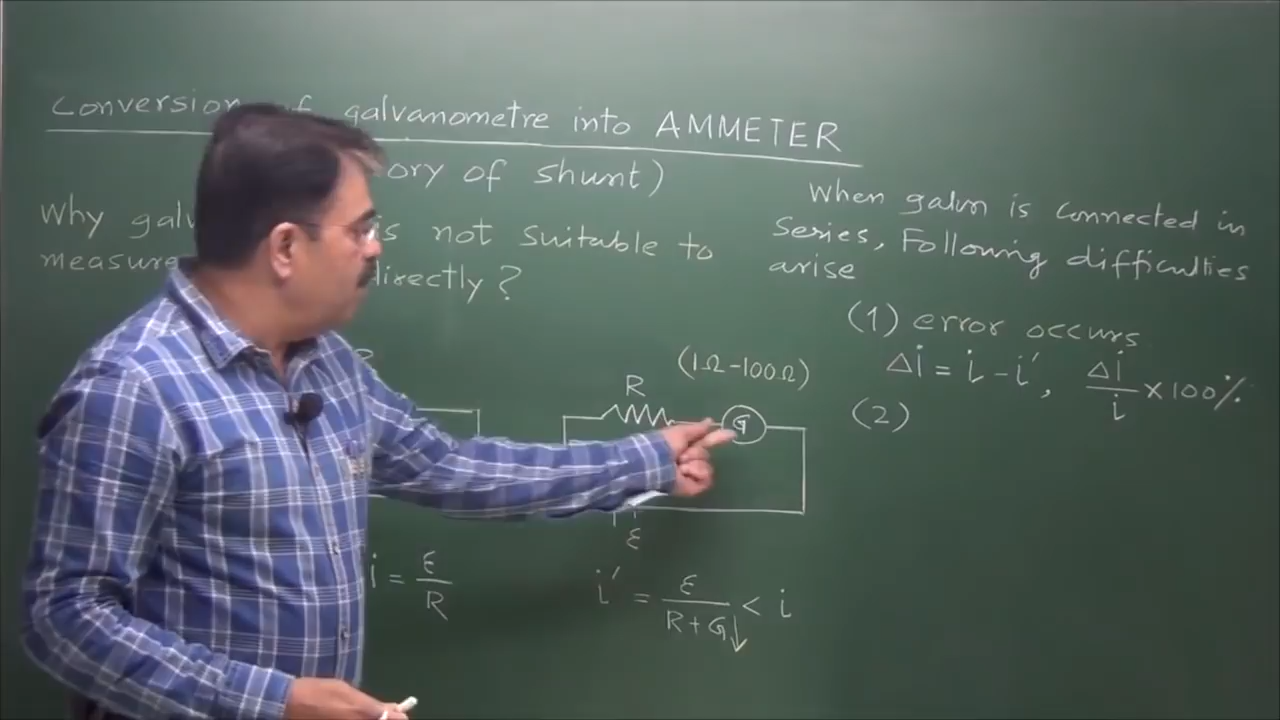 Conversion of galvanometre into AMMETER
ory of shunt)
Why galv is not suitable to
measure directly?
R
i = ε/R
(1Ω-100Ω)
R
G
ε
i' = ε/R+G↓ < i
When galvn is connected in
Series, Following difficulties
arise
(1) error occurs
Δi = i - i', Δi/i × 100%
(2)